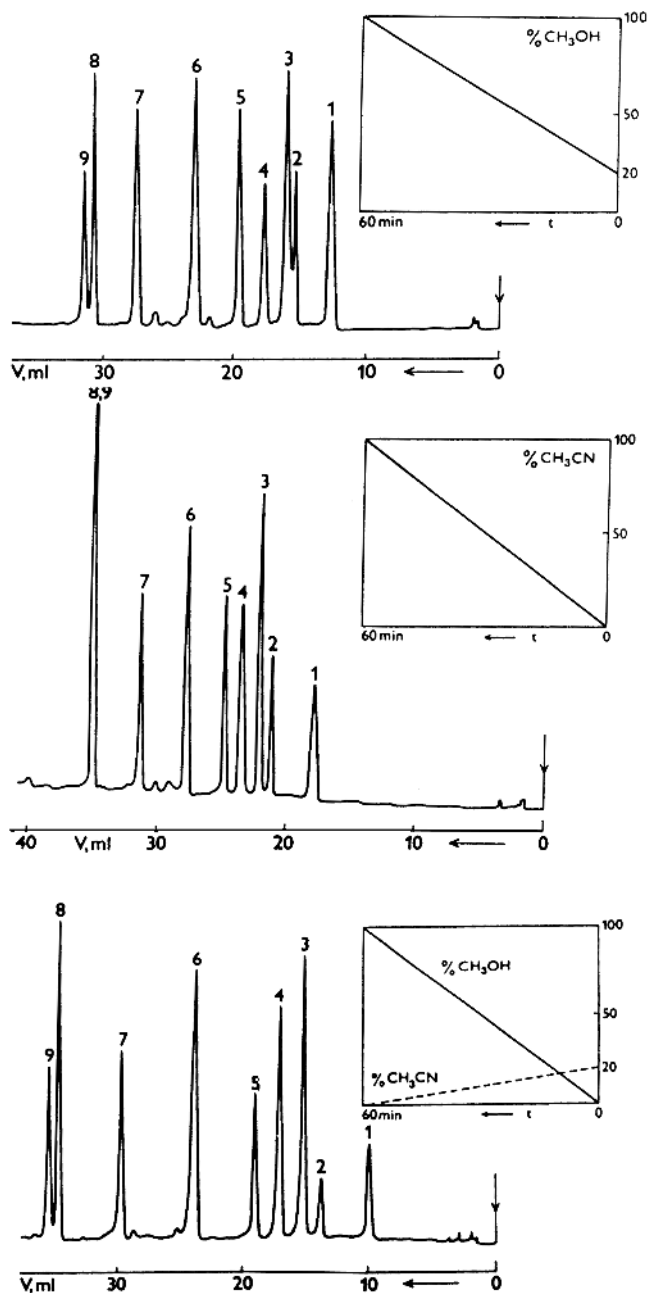 100
% CH₃OH
50
20
60 min ← t 0
9 8 7 6 5 4 3 2 1
V, ml 30 20 10 ← 0
100
% CH₃CN
50
60 min ← t 0
8,9 7 6 5 4 3 2 1
40 V, ml 30 20 10 ← 0
100
% CH₃OH
50
20
% CH₃CN
60 min ← t 0
9 8 7 6 5 4 3 2 1
V, ml 30 20 10 ← 0